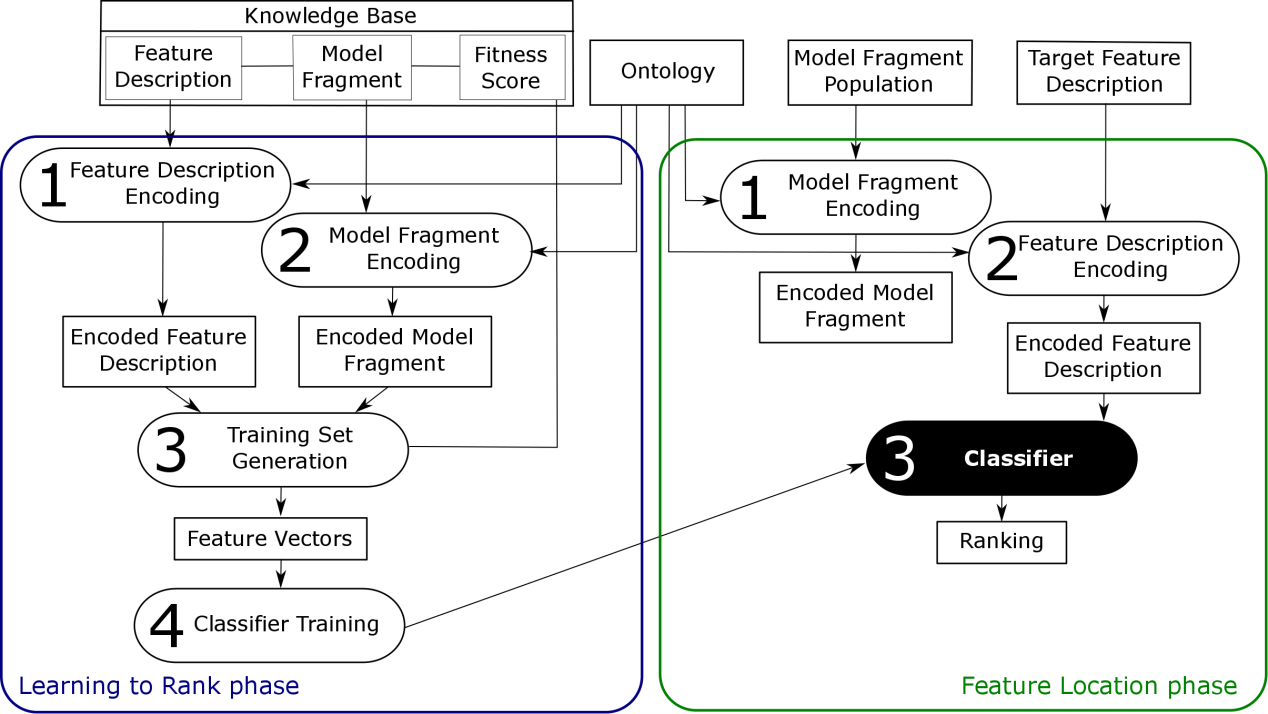 Knowledge Base
Feature
Description
Model
Fragment
Fitness
Score
Ontology
Model Fragment
Population
Target Feature
Description
1
Feature Description
Encoding
2
Model Fragment
Encoding
Encoded Feature
Description
Encoded Model
Fragment
3
Training Set
Generation
Feature Vectors
4
Classifier Training
Learning to Rank phase
1
Model Fragment
Encoding
2
Feature Description
Encoding
Encoded Model
Fragment
Encoded Feature
Description
3
Classifier
Ranking
Feature Location phase